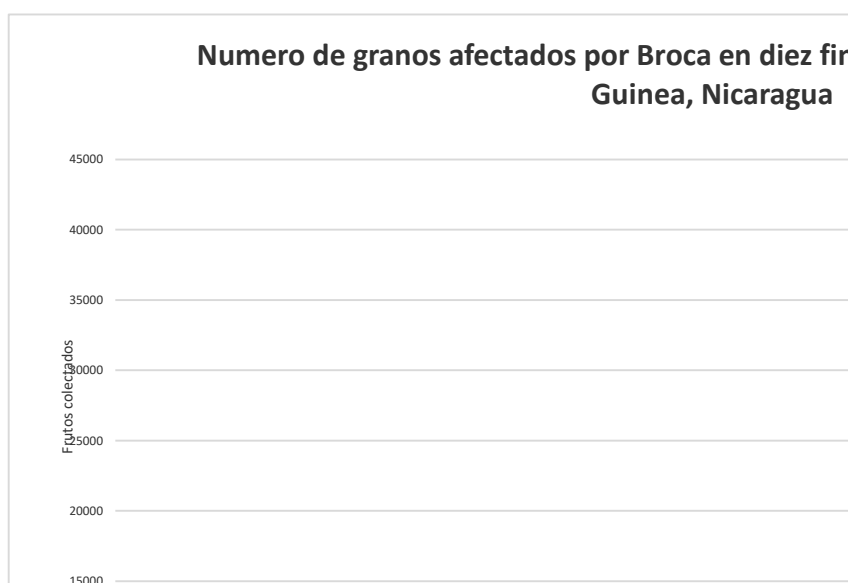 Numero de granos afectados por Broca en diez
Guinea, Nicaragua
45000
40000
35000
30000
25000
20000
15000
Frutos colectados